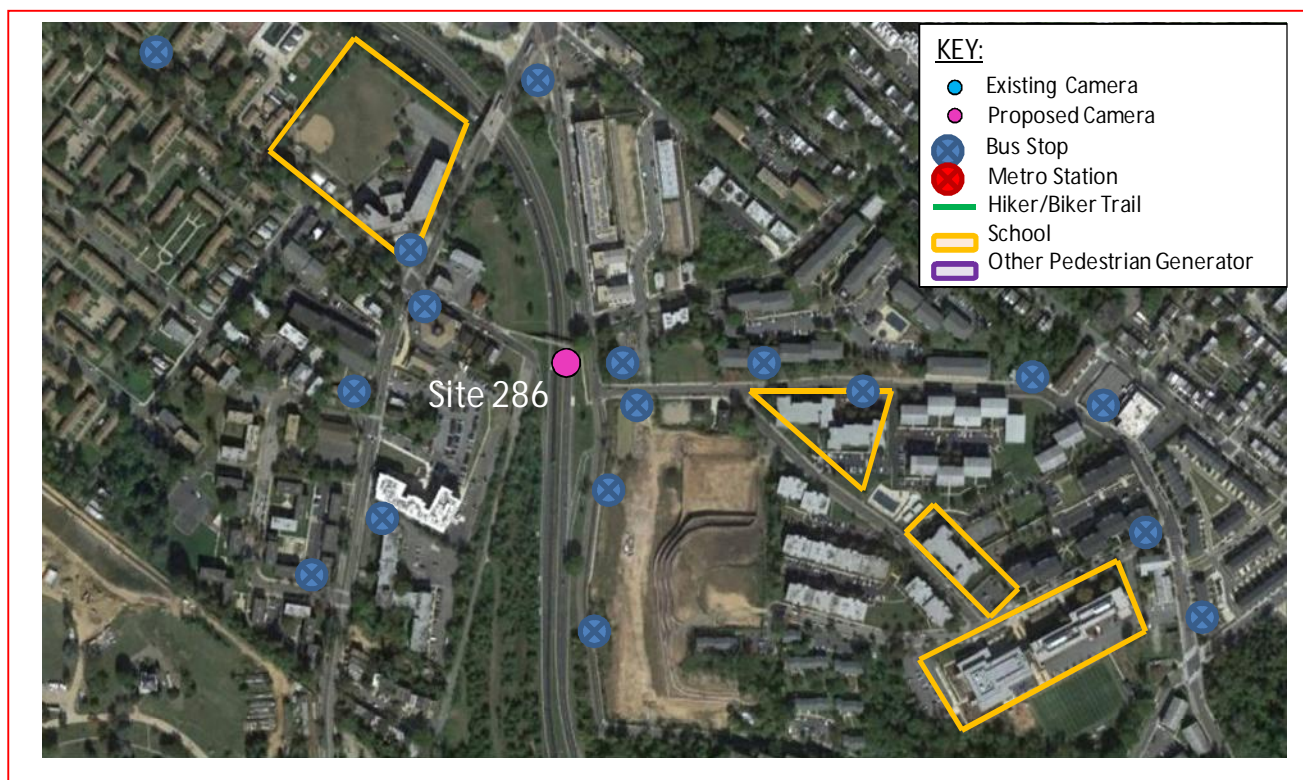 KEY:
Existing Camera
Proposed Camera
Bus Stop
Metro Station
Hiker/Biker Trail
School
Other Pedestrian Generator
Site 286